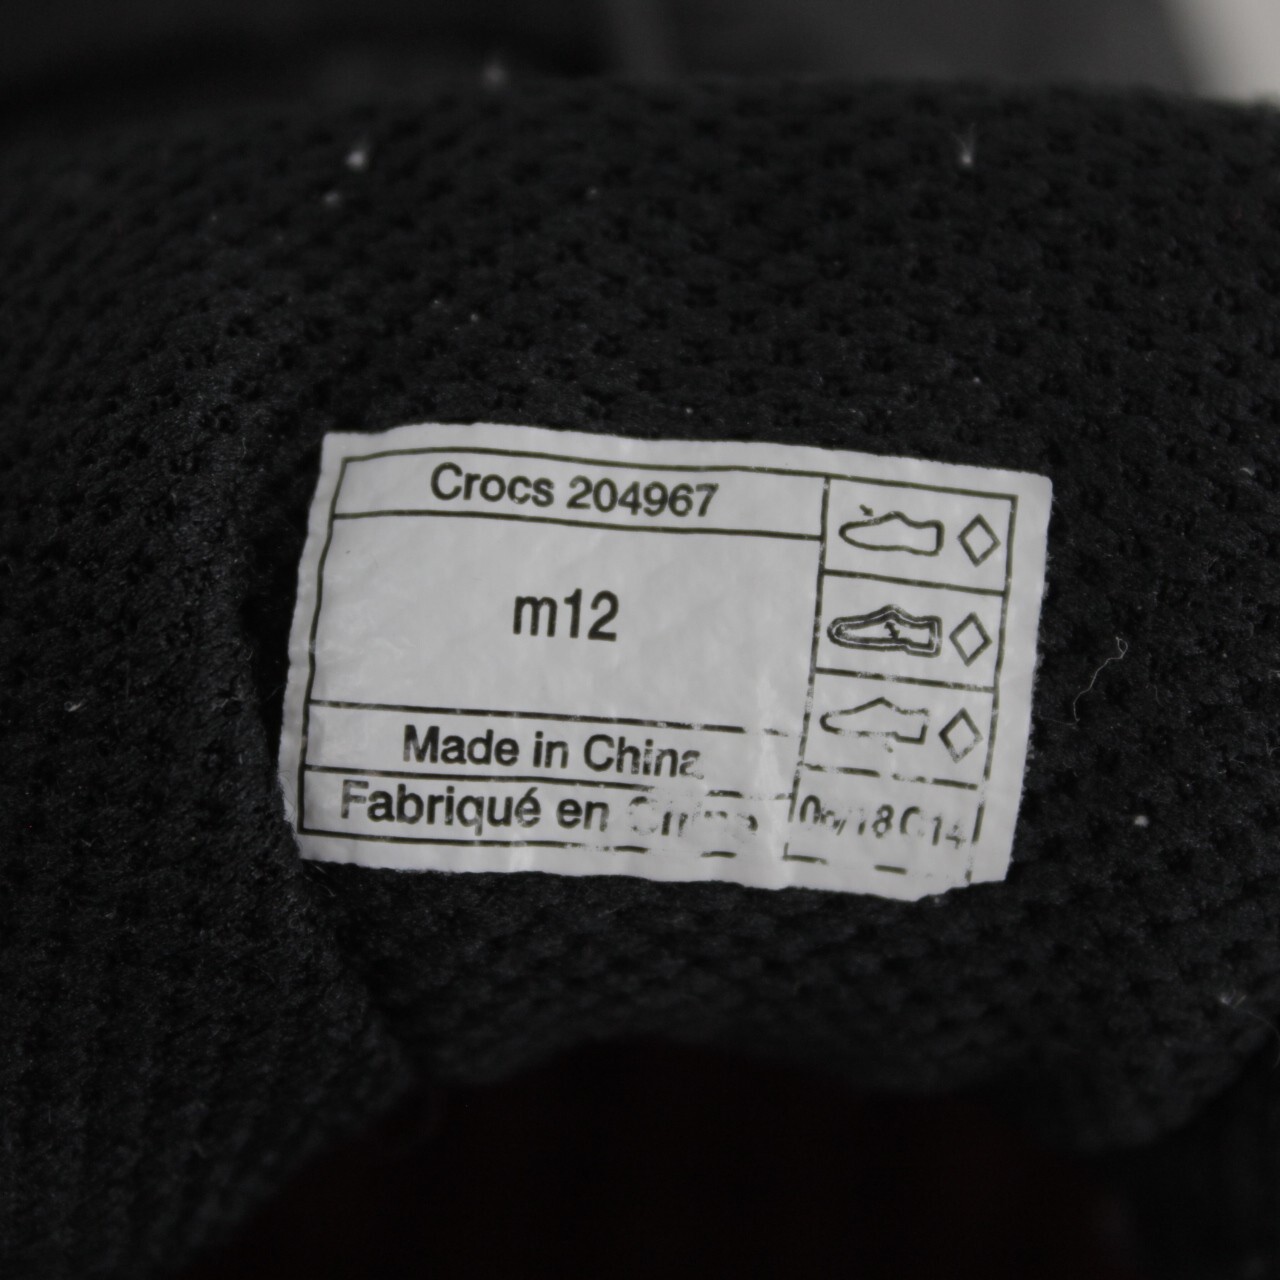 Crocs 204967
m12
Made in China
Fabriqué en